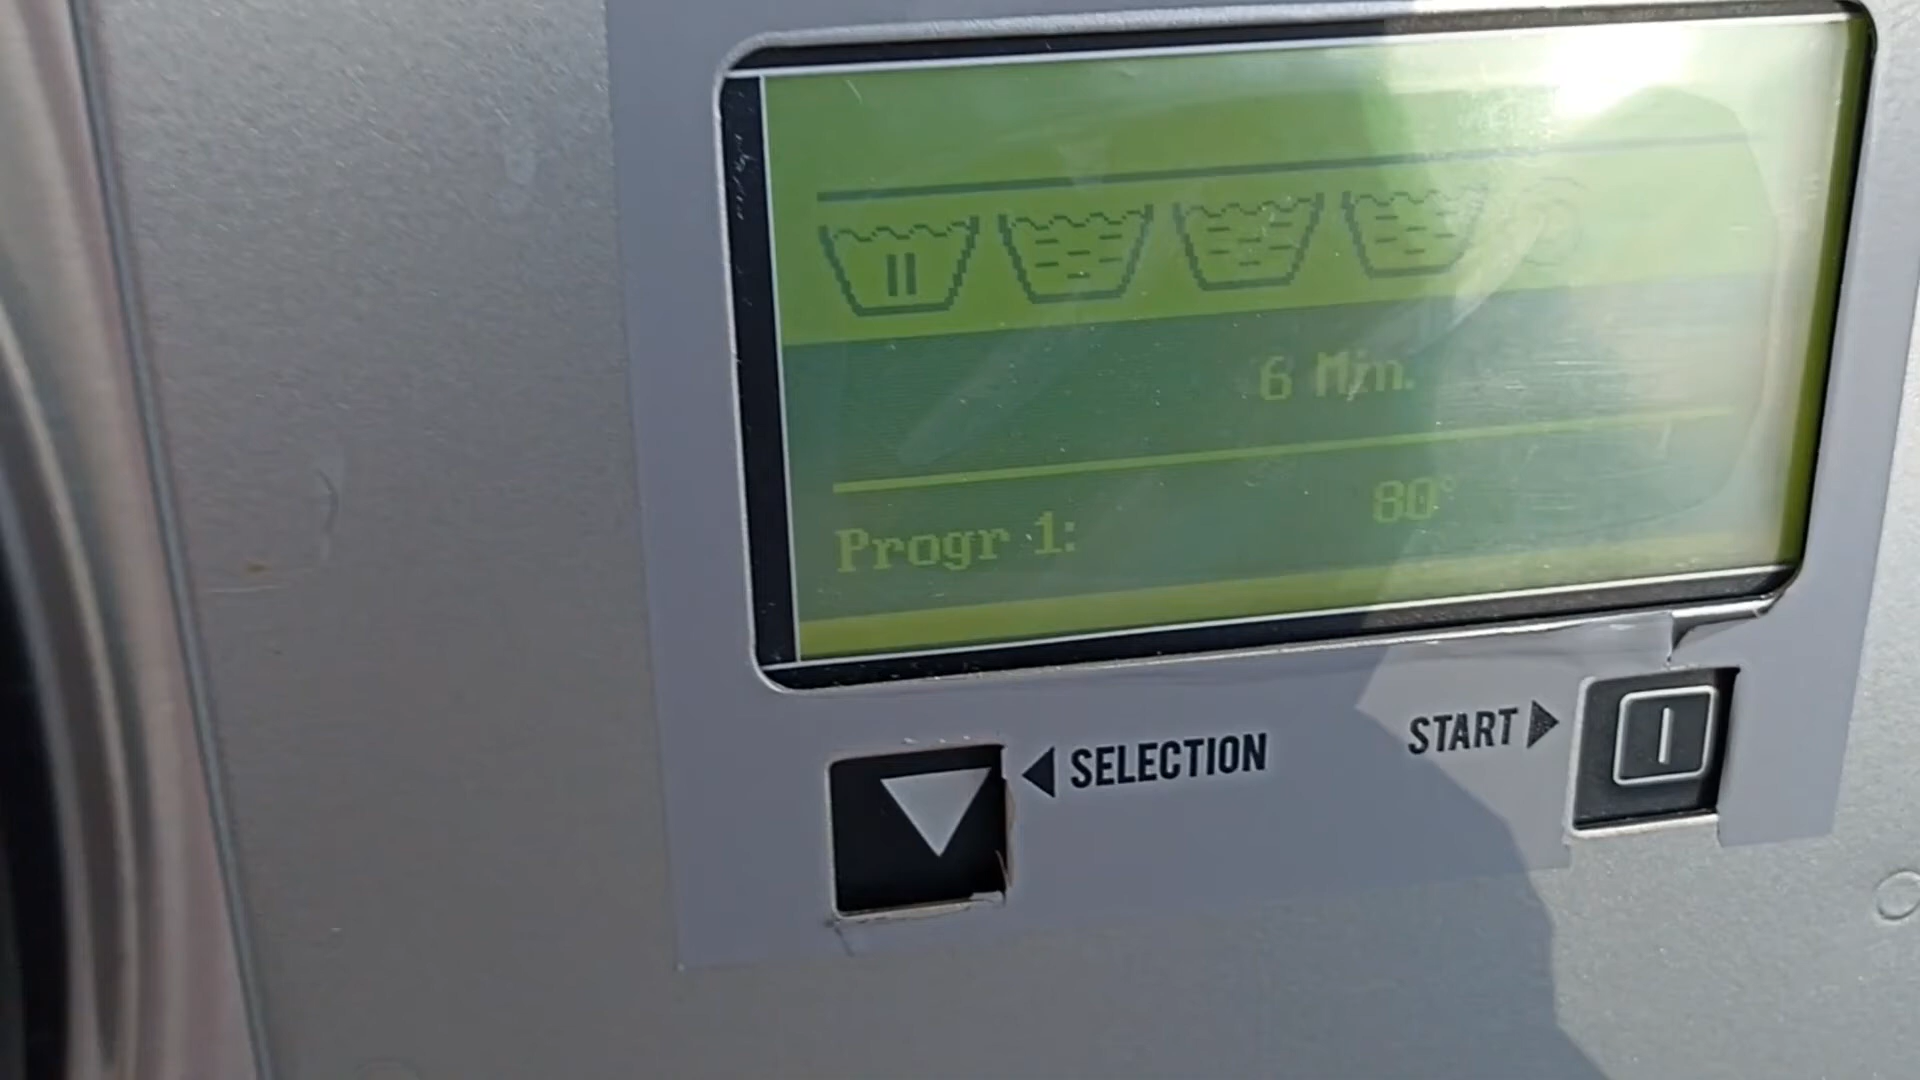 6 Min.
Progr 1: 80°
◀ SELECTION
START ▶